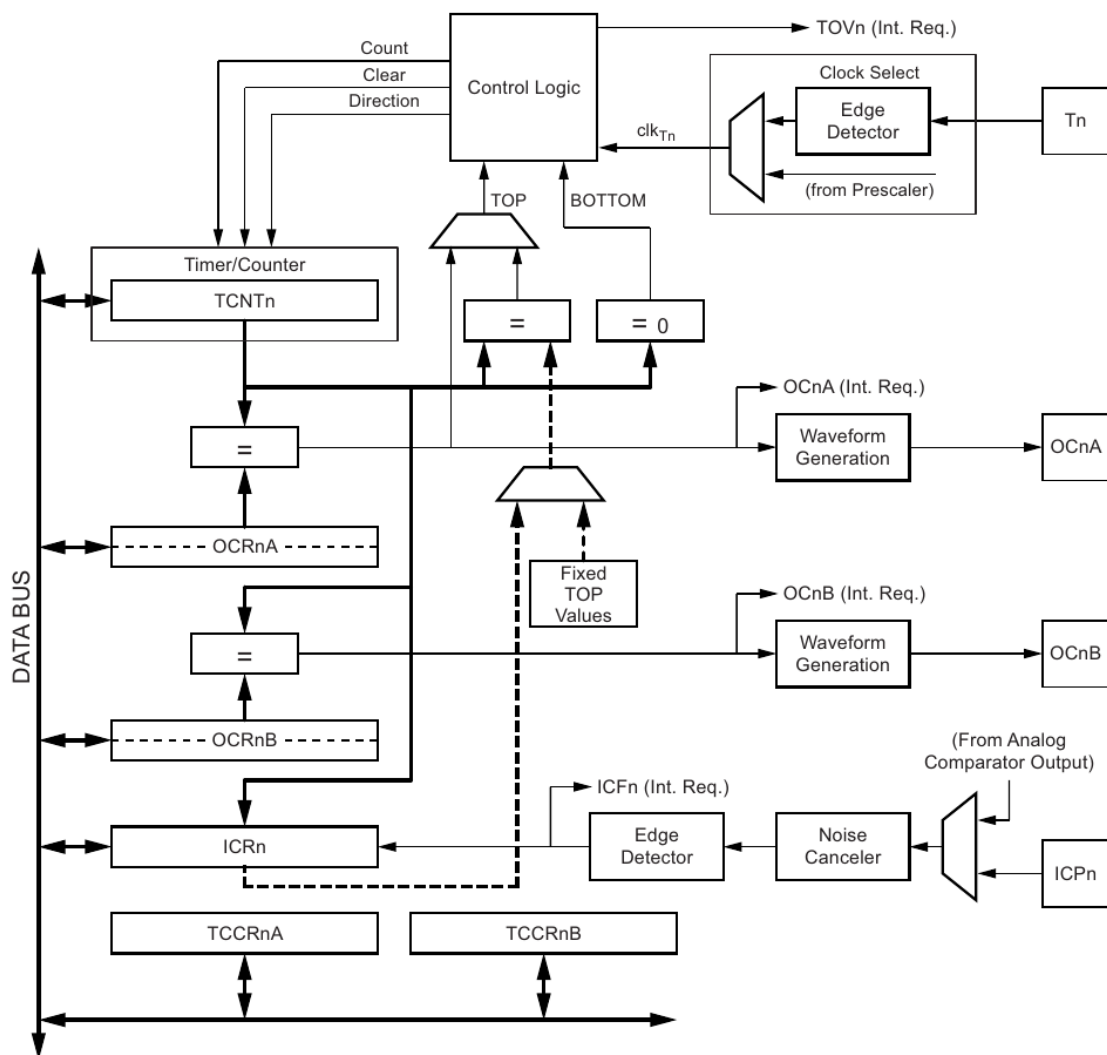 TOVn (Int. Req.)
Count
Clear
Direction
Control Logic
Clock Select
Edge
Detector
Tn
clkTn
(from Prescaler)
TOP
BOTTOM
Timer/Counter
TCNTn
=
= 0
OCnA (Int. Req.)
=
Waveform
Generation
OCnA
OCRnA
Fixed
TOP
Values
DATA BUS
OCnB (Int. Req.)
=
Waveform
Generation
OCnB
OCRnB
(From Analog
Comparator Output)
ICFn (Int. Req.)
ICRn
Edge
Detector
Noise
Canceler
ICPn
TCCRnA
TCCRnB